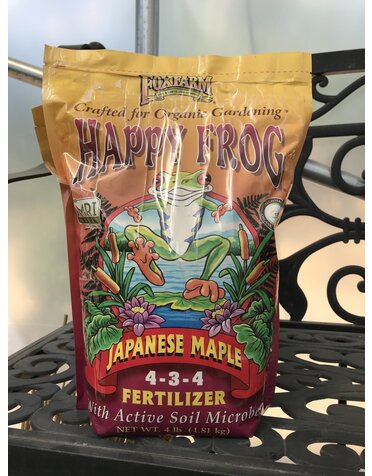 FOXFARM
Crafted for Organic Gardening™
HAPPY FROG
JAPANESE MAPLE
4-3-4
FERTILIZER
With Active Soil Microbes
NET WT. 4 lb. (1.81 kg)